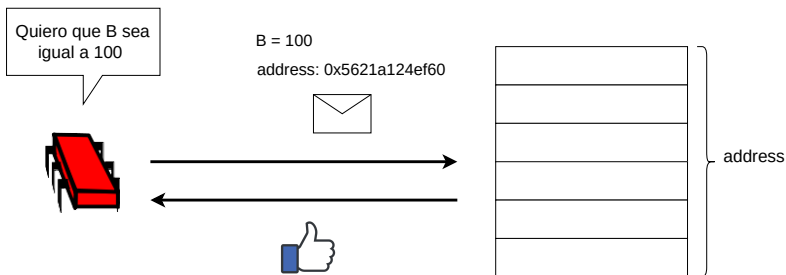 Quiero que B sea
igual a 100
B = 100
address: 0x5621a124ef60
address